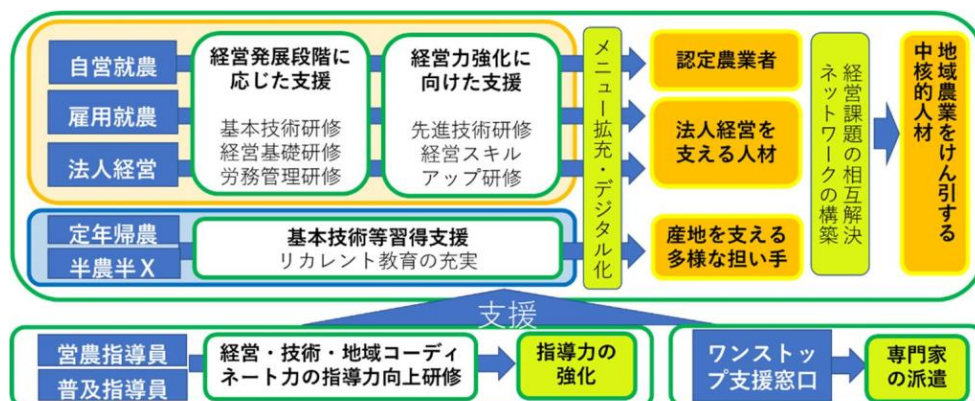 自営就農
雇用就農
法人経営
経営発展段階に
応じた支援
基本技術研修
経営基礎研修
労務管理研修
経営力強化に
向けた支援
先進技術研修
経営スキル
アップ研修
定年帰農
半農半X
基本技術等習得支援
リカレント教育の充実
メニュー拡充・デジタル化
認定農業者
法人経営を
支える人材
産地を支える
多様な担い手
経営課題の相互解決
ネットワークの構築
地域農業をけん引する
中核的人材
支援
営農指導員
普及指導員
経営・技術・地域コーディ
ネート力の指導力向上研修
指導力の
強化
ワンストッ
プ支援窓口
専門家
の派遣